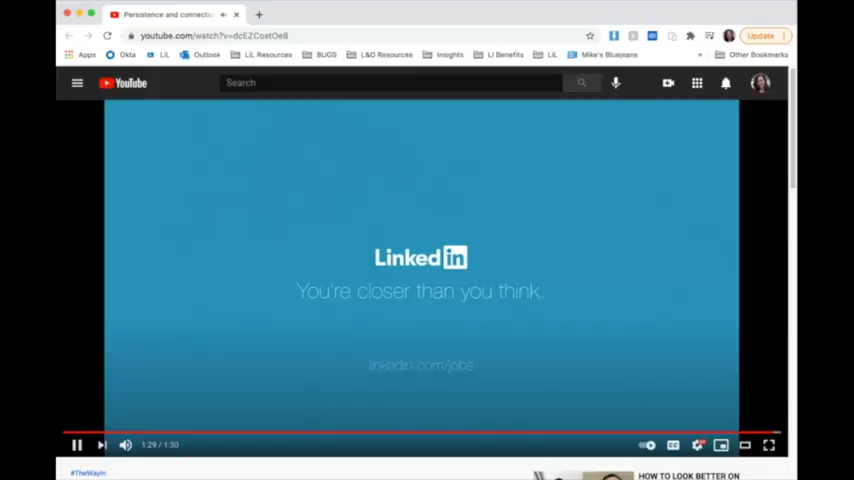 Persistence and connectio
youtube.com/watch?v=dcEZCostOe8
Update
Apps Okta LiL Outlook LiL Resources BUGS L&D Resources Insights LI Benefits LiL Mike's Bluejeans » Other Bookmarks
YouTube
Search
Linked in
You're closer than you think.
linkedin.com/jobs
1:29 / 1:30
CC
#TheWayIn
HOW TO LOOK BETTER ON